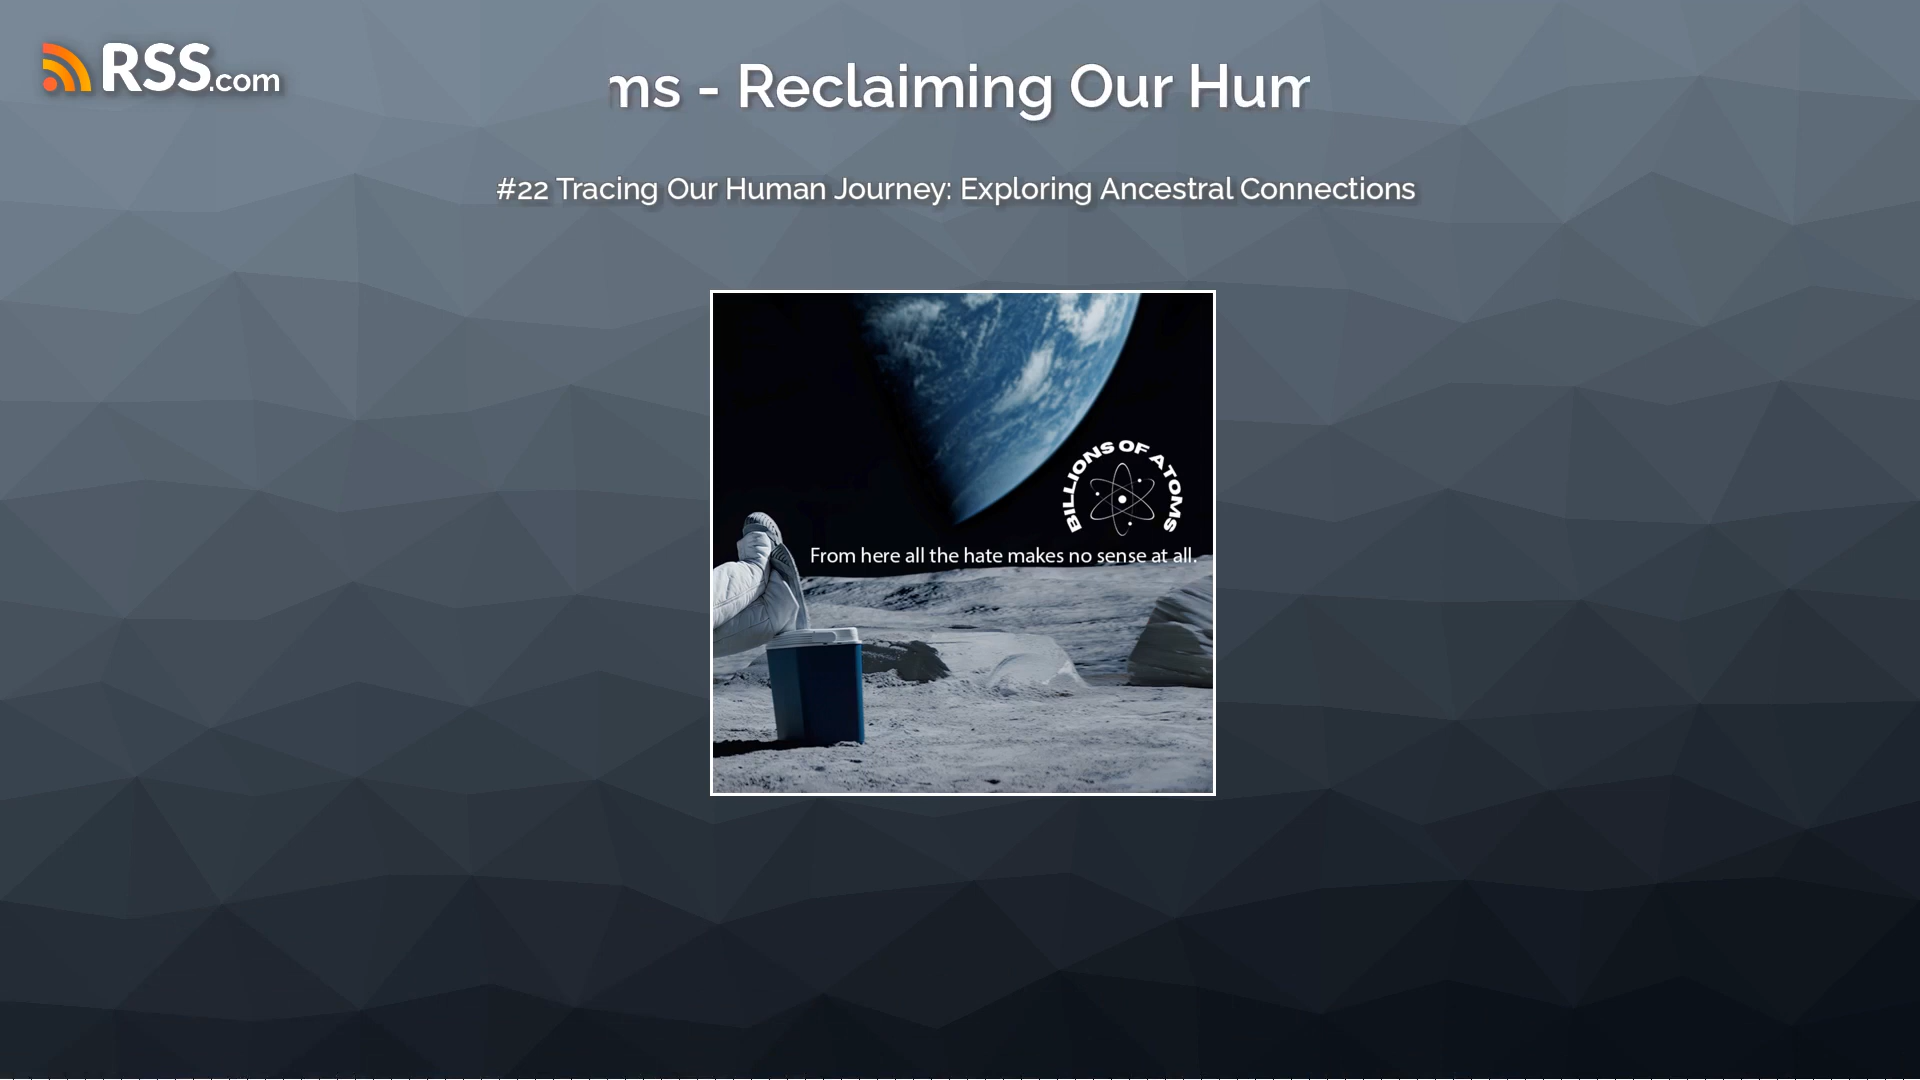 RSS.com
ms - Reclaiming Our Hum
#22 Tracing Our Human Journey: Exploring Ancestral Connections
BILLIONS OF ATOMS
From here all the hate makes no sense at all.